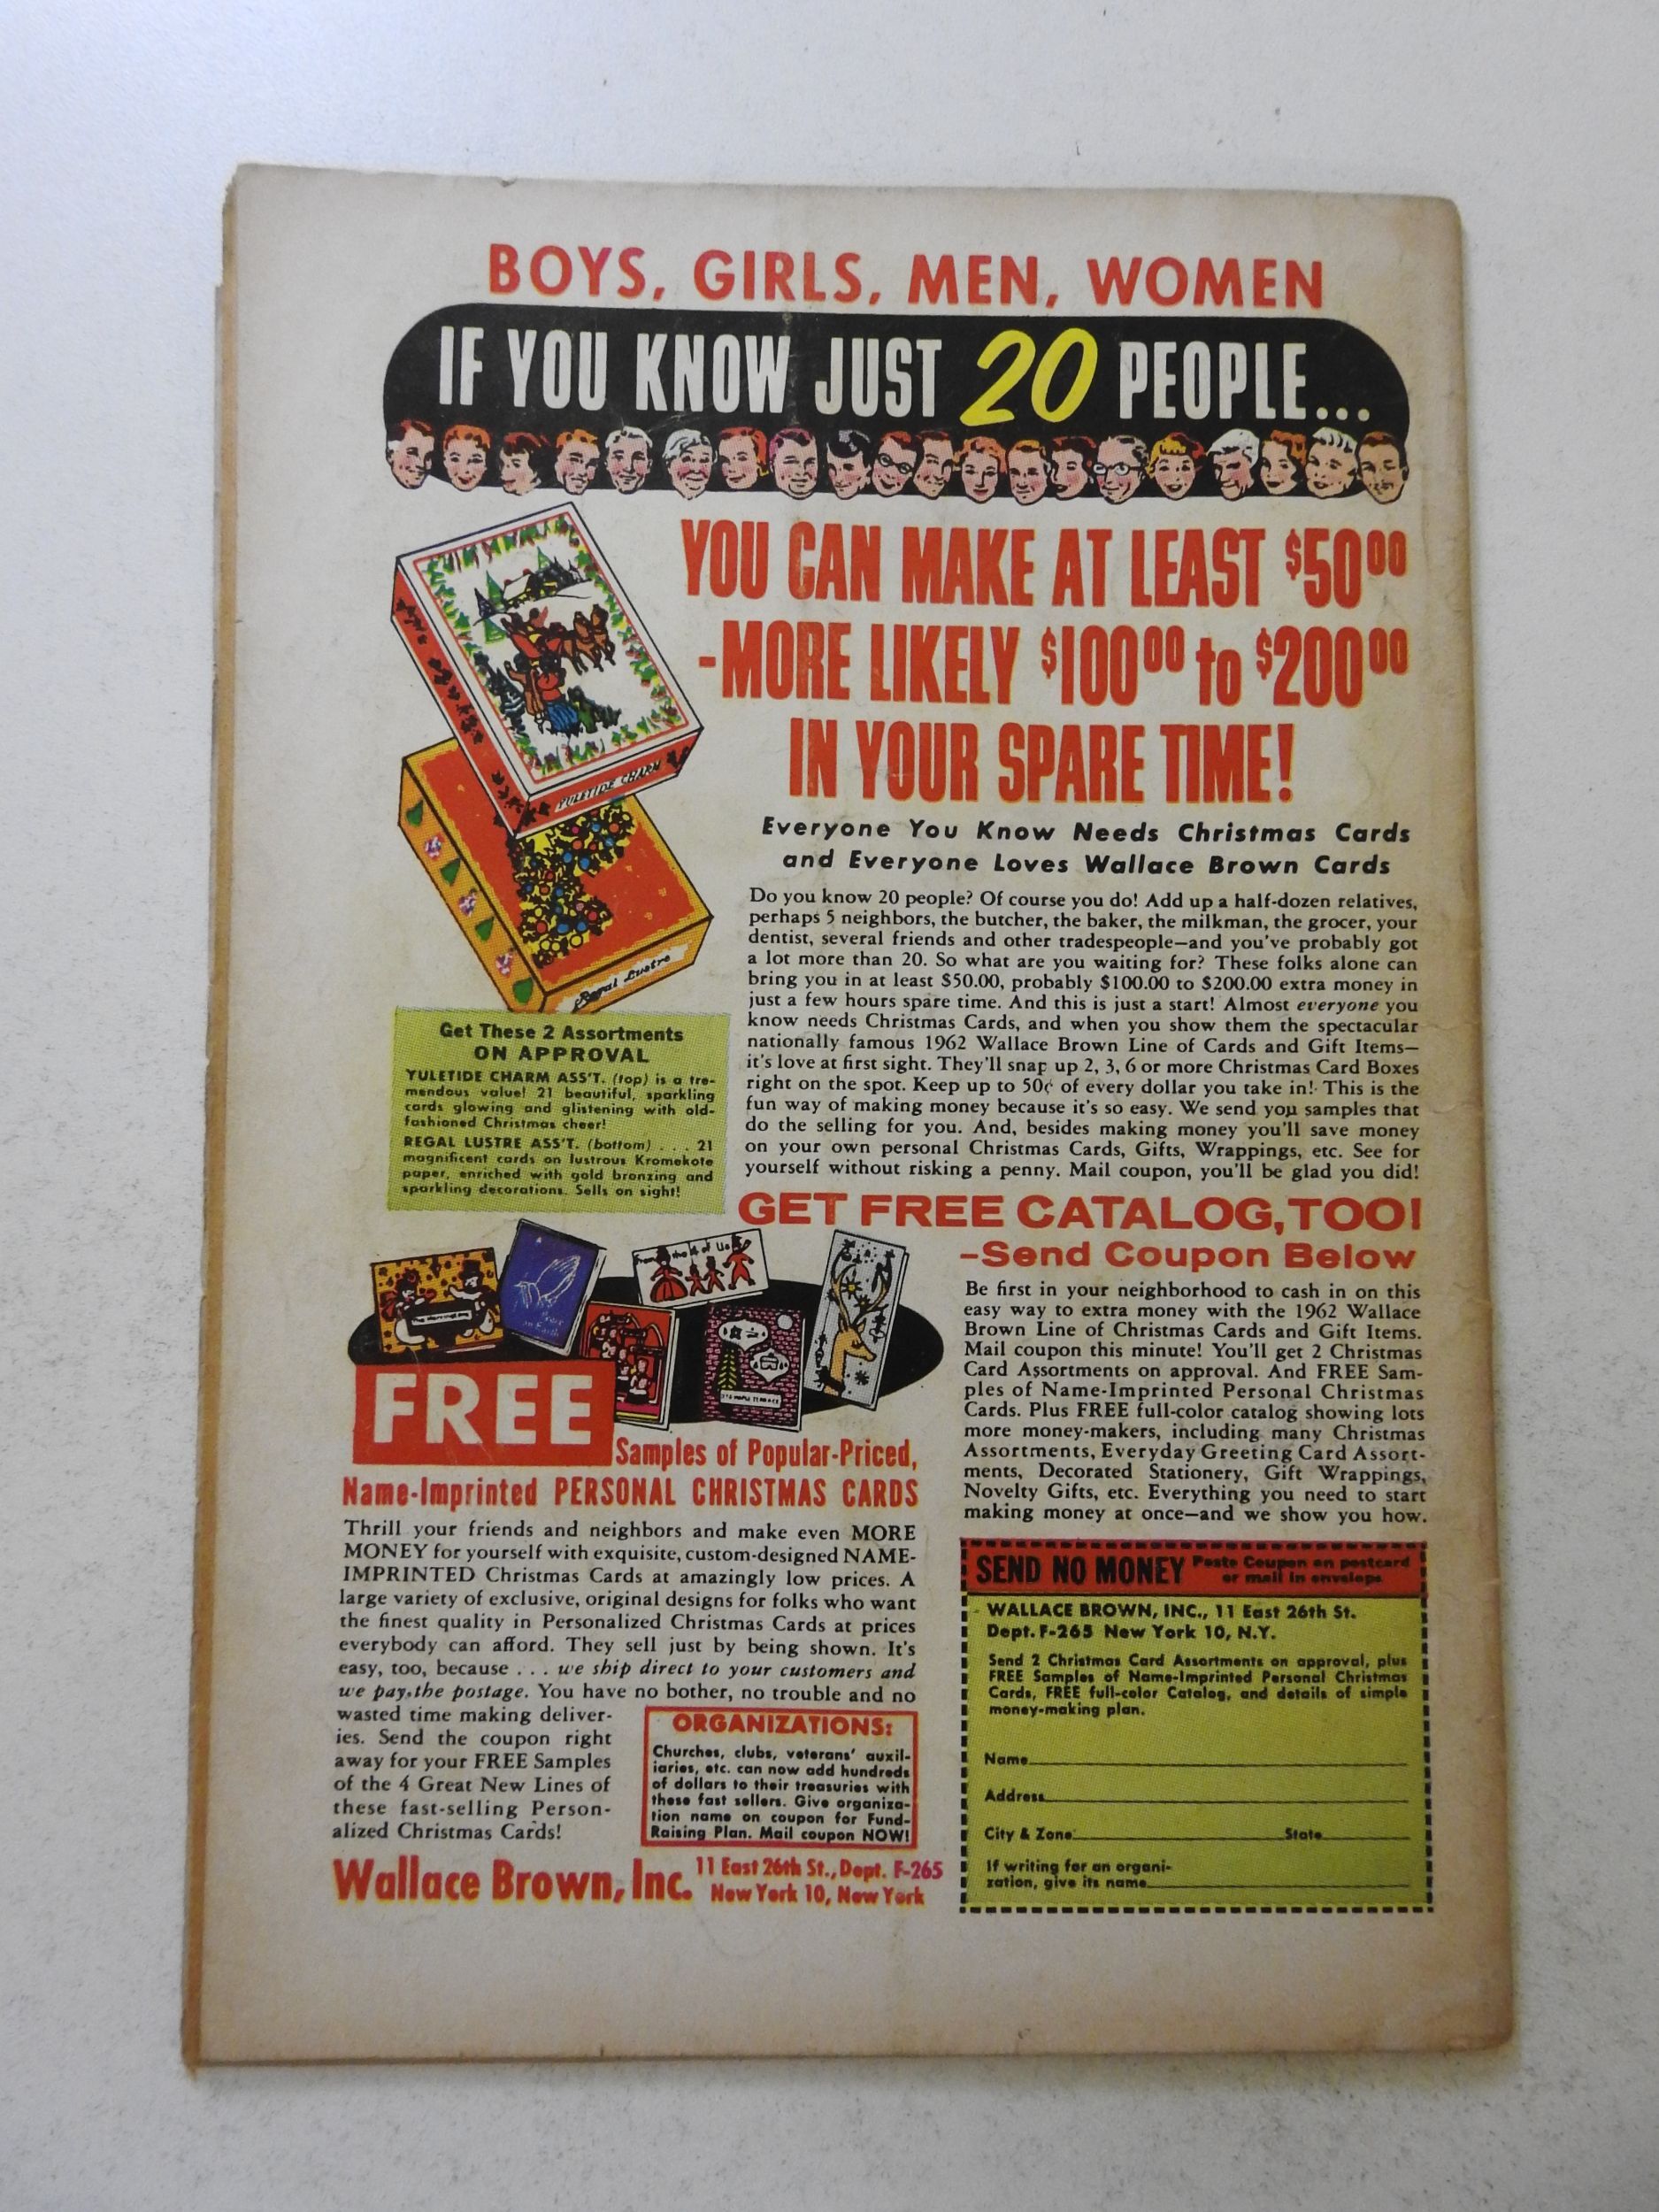 BOYS, GIRLS, MEN, WOMEN
IF YOU KNOW JUST 20 PEOPLE...
YOU CAN MAKE AT LEAST $5000
-MORE LIKELY $10000 to $20000
IN YOUR SPARE TIME!
YULETIDE CHARM
Regal Lustre
Everyone You Know Needs Christmas Cards
and Everyone Loves Wallace Brown Cards
Do you know 20 people? Of course you do! Add up a half-dozen relatives,
perhaps 5 neighbors, the butcher, the baker, the milkman, the grocer, your
dentist, several friends and other tradespeople—and you've probably got
a lot more than 20. So what are you waiting for? These folks alone can
bring you in at least $50.00, probably $100.00 to $200.00 extra money in
just a few hours spare time. And this is just a start! Almost everyone you
know needs Christmas Cards, and when you show them the spectacular
nationally famous 1962 Wallace Brown Line of Cards and Gift Items—
it's love at first sight. They'll snap up 2, 3, 6 or more Christmas Card Boxes
right on the spot. Keep up to 50¢ of every dollar you take in! This is the
fun way of making money because it's so easy. We send you samples that
do the selling for you. And, besides making money you'll save money
on your own personal Christmas Cards, Gifts, Wrappings, etc. See for
yourself without risking a penny. Mail coupon, you'll be glad you did!
Get These 2 Assortments
ON APPROVAL
YULETIDE CHARM ASS'T. (top) is a tre-
mendous value! 21 beautiful, sparkling
cards glowing and glistening with old-
fashioned Christmas cheer!
REGAL LUSTRE ASS'T. (bottom) . . . 21
magnificent cards on lustrous Kromekote
paper, enriched with gold bronzing and
sparkling decorations. Sells on sight!
GET FREE CATALOG, TOO!
—Send Coupon Below
Be first in your neighborhood to cash in on this
easy way to extra money with the 1962 Wallace
Brown Line of Christmas Cards and Gift Items.
Mail coupon this minute! You'll get 2 Christmas
Card Assortments on approval. And FREE Sam-
ples of Name-Imprinted Personal Christmas
Cards. Plus FREE full-color catalog showing lots
more money-makers, including many Christmas
Assortments, Everyday Greeting Card Assort-
ments, Decorated Stationery, Gift Wrappings,
Novelty Gifts, etc. Everything you need to start
making money at once—and we show you how.
From the 4 of Us
FREE
Samples of Popular-Priced,
Name-Imprinted PERSONAL CHRISTMAS CARDS
Thrill your friends and neighbors and make even MORE
MONEY for yourself with exquisite, custom-designed NAME-
IMPRINTED Christmas Cards at amazingly low prices. A
large variety of exclusive, original designs for folks who want
the finest quality in Personalized Christmas Cards at prices
everybody can afford. They sell just by being shown. It's
easy, too, because . . . we ship direct to your customers and
we pay the postage. You have no bother, no trouble and no
wasted time making deliver-
ies. Send the coupon right
away for your FREE Samples
of the 4 Great New Lines of
these fast-selling Person-
alized Christmas Cards!
ORGANIZATIONS:
Churches, clubs, veterans' auxil-
iaries, etc. can now add hundreds
of dollars to their treasuries with
these fast sellers. Give organiza-
tion name on coupon for Fund-
Raising Plan. Mail coupon NOW!
Wallace Brown, Inc. 11 East 26th St., Dept. F-265
New York 10, New York
SEND NO MONEY Paste Coupon on postcard
or mail in envelope
WALLACE BROWN, INC., 11 East 26th St.
Dept. F-265 New York 10, N.Y.
Send 2 Christmas Card Assortments on approval, plus
FREE Samples of Name-Imprinted Personal Christmas
Cards, FREE full-color Catalog, and details of simple
money-making plan.
Name
Address
City & Zone State
If writing for an organi-
zation, give its name